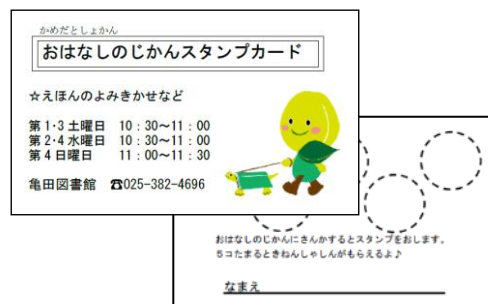 かめだとしょかん
おはなしのじかんスタンプカード
☆えほんのよみきかせなど
第1・3土曜日　10：30～11：00
第2・4水曜日　10：30～11：00
第4日曜日　11：00～11：30
亀田図書館　☎025-382-4696
おはなしのじかんにさんかするとスタンプをおします。
5コたまるときねんしゃしんがもらえるよ♪
なまえ